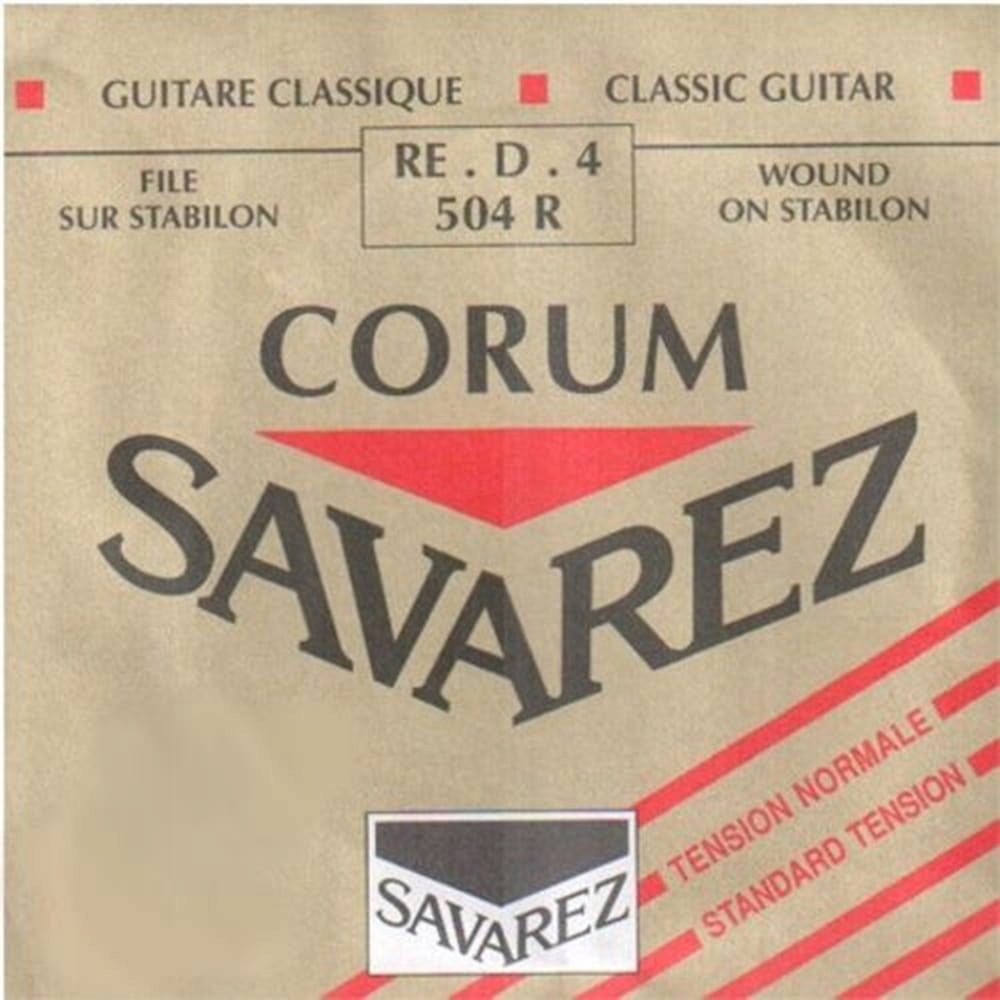 GUITARE CLASSIQUE
CLASSIC GUITAR
RE . D . 4
504 R
FILE
SUR STABILON
WOUND
ON STABILON
CORUM
SAVAREZ
TENSION NORMALE
STANDARD TENSION
SAVAREZ